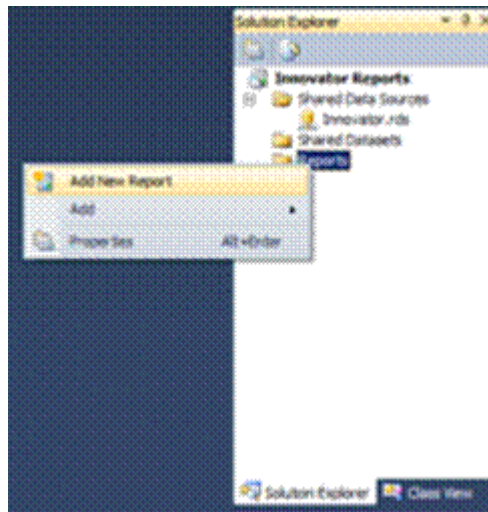 Solution Explorer
Innovator Reports
Shared Data Sources
Innovator.rds
Shared Datasets
Reports
Add New Report
Add
Properties Alt+Enter
Solution Explorer Class View